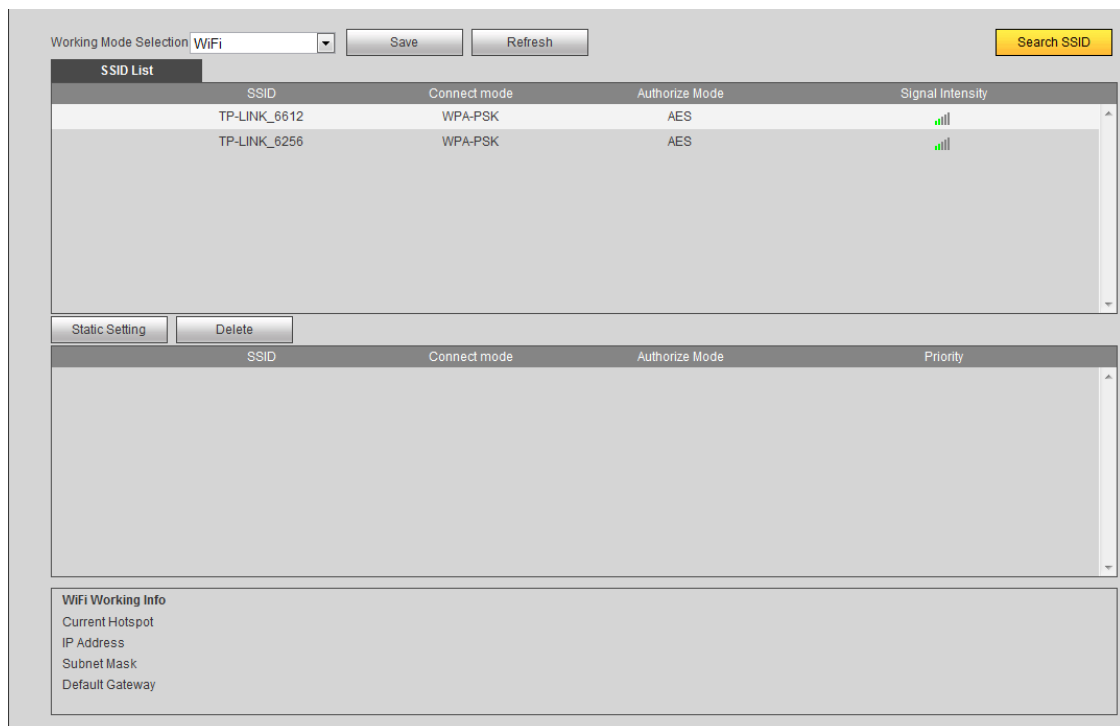 Working Mode Selection WiFi Save Refresh Search SSID
SSID List
SSID Connect mode Authorize Mode Signal Intensity
TP-LINK_6612 WPA-PSK AES
TP-LINK_6256 WPA-PSK AES
Static Setting Delete
SSID Connect mode Authorize Mode Priority
WiFi Working Info
Current Hotspot
IP Address
Subnet Mask
Default Gateway